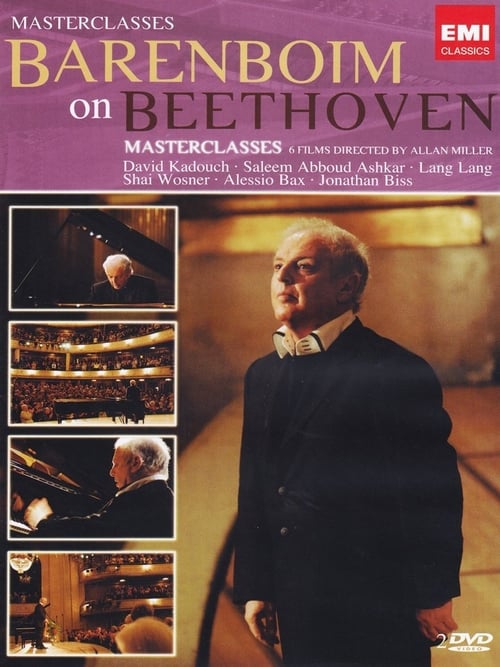 MASTERCLASSES
EMI
CLASSICS
BARENBOIM
on BEETHOVEN
MASTERCLASSES 6 FILMS DIRECTED BY ALLAN MILLER
David Kadouch · Saleem Abboud Ashkar · Lang Lang
Shai Wosner · Alessio Bax · Jonathan Biss
2 DVD
VIDEO